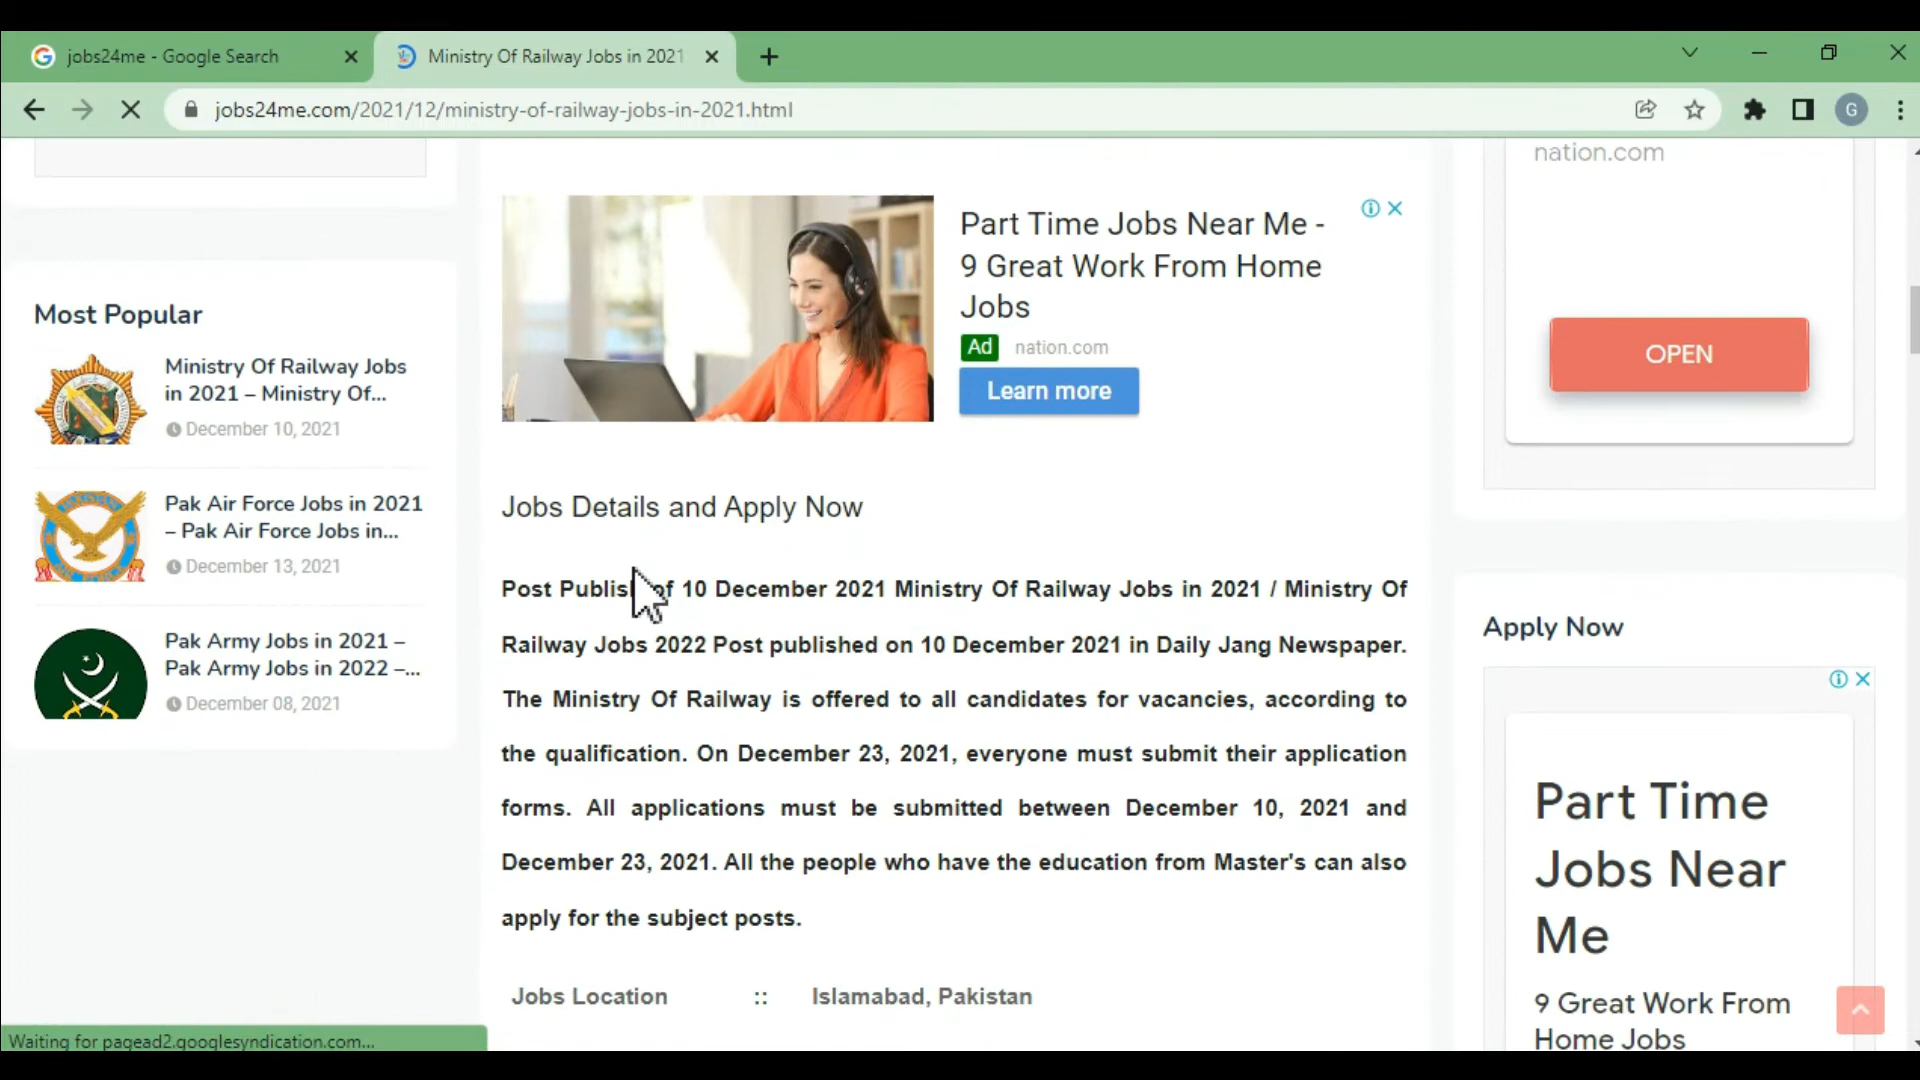 jobs24me - Google Search
Ministry Of Railway Jobs in 2021
jobs24me.com/2021/12/ministry-of-railway-jobs-in-2021.html
G
nation.com
Part Time Jobs Near Me -
9 Great Work From Home
Jobs
Ad nation.com
Learn more
OPEN
Most Popular
Ministry Of Railway Jobs
in 2021 – Ministry Of...
December 10, 2021
Pak Air Force Jobs in 2021
– Pak Air Force Jobs in...
December 13, 2021
Pak Army Jobs in 2021 –
Pak Army Jobs in 2022 –...
December 08, 2021
Jobs Details and Apply Now
Post Publish of 10 December 2021 Ministry Of Railway Jobs in 2021 / Ministry Of
Railway Jobs 2022 Post published on 10 December 2021 in Daily Jang Newspaper.
The Ministry Of Railway is offered to all candidates for vacancies, according to
the qualification. On December 23, 2021, everyone must submit their application
forms. All applications must be submitted between December 10, 2021 and
December 23, 2021. All the people who have the education from Master's can also
apply for the subject posts.
Jobs Location :: Islamabad, Pakistan
Apply Now
Part Time
Jobs Near
Me
9 Great Work From
Home Jobs
Waiting for pagead2.googlesyndication.com...